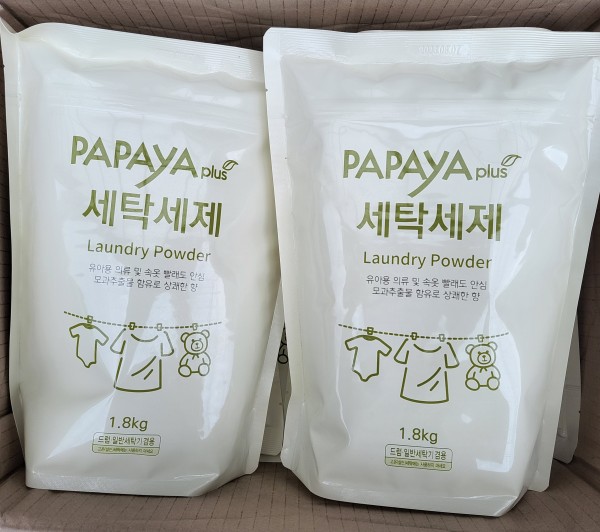 PAPAYA plus
세탁세제
Laundry Powder
유아용 의류 및 속옷 빨래도 안심
모과추출물 함유로 상쾌한 향
1.8kg
드럼·일반세탁기겸용
PAPAYA plus
세탁세제
Laundry Powder
유아용 의류 및 속옷 빨래도 안심
모과추출물 함유로 상쾌한 향
1.8kg
드럼·일반세탁기겸용